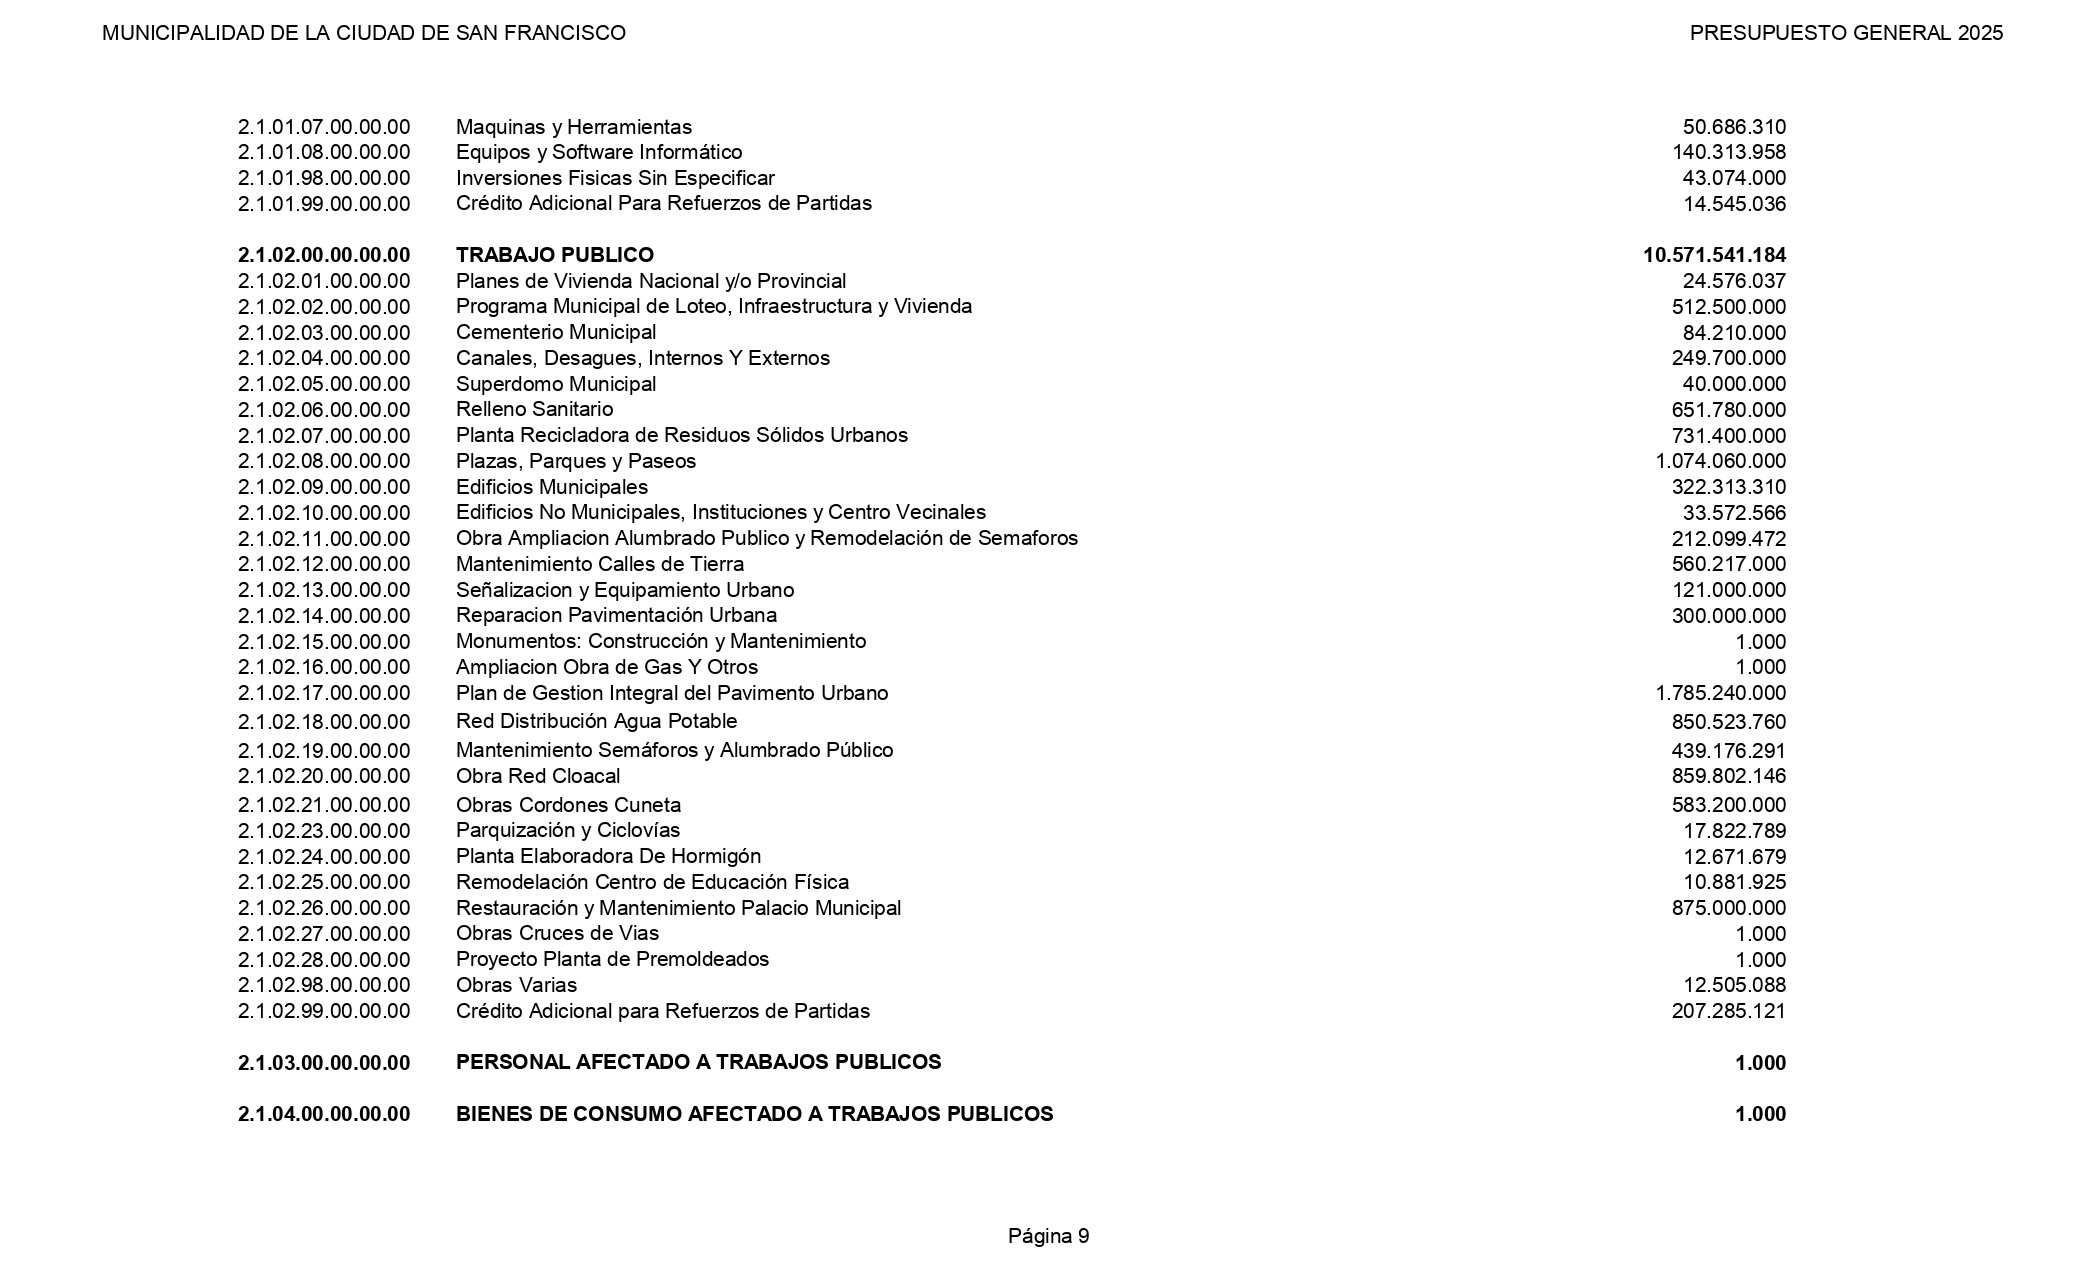 MUNICIPALIDAD DE LA CIUDAD DE SAN FRANCISCO PRESUPUESTO GENERAL 2025
2.1.01.07.00.00.00 Maquinas y Herramientas 50.686.310
2.1.01.08.00.00.00 Equipos y Software Informático 140.313.958
2.1.01.98.00.00.00 Inversiones Fisicas Sin Especificar 43.074.000
2.1.01.99.00.00.00 Crédito Adicional Para Refuerzos de Partidas 14.545.036
2.1.02.00.00.00.00 TRABAJO PUBLICO 10.571.541.184
2.1.02.01.00.00.00 Planes de Vivienda Nacional y/o Provincial 24.576.037
2.1.02.02.00.00.00 Programa Municipal de Loteo, Infraestructura y Vivienda 512.500.000
2.1.02.03.00.00.00 Cementerio Municipal 84.210.000
2.1.02.04.00.00.00 Canales, Desagues, Internos Y Externos 249.700.000
2.1.02.05.00.00.00 Superdomo Municipal 40.000.000
2.1.02.06.00.00.00 Relleno Sanitario 651.780.000
2.1.02.07.00.00.00 Planta Recicladora de Residuos Sólidos Urbanos 731.400.000
2.1.02.08.00.00.00 Plazas, Parques y Paseos 1.074.060.000
2.1.02.09.00.00.00 Edificios Municipales 322.313.310
2.1.02.10.00.00.00 Edificios No Municipales, Instituciones y Centro Vecinales 33.572.566
2.1.02.11.00.00.00 Obra Ampliacion Alumbrado Publico y Remodelación de Semaforos 212.099.472
2.1.02.12.00.00.00 Mantenimiento Calles de Tierra 560.217.000
2.1.02.13.00.00.00 Señalizacion y Equipamiento Urbano 121.000.000
2.1.02.14.00.00.00 Reparacion Pavimentación Urbana 300.000.000
2.1.02.15.00.00.00 Monumentos: Construcción y Mantenimiento 1.000
2.1.02.16.00.00.00 Ampliacion Obra de Gas Y Otros 1.000
2.1.02.17.00.00.00 Plan de Gestion Integral del Pavimento Urbano 1.785.240.000
2.1.02.18.00.00.00 Red Distribución Agua Potable 850.523.760
2.1.02.19.00.00.00 Mantenimiento Semáforos y Alumbrado Público 439.176.291
2.1.02.20.00.00.00 Obra Red Cloacal 859.802.146
2.1.02.21.00.00.00 Obras Cordones Cuneta 583.200.000
2.1.02.23.00.00.00 Parquización y Ciclovías 17.822.789
2.1.02.24.00.00.00 Planta Elaboradora De Hormigón 12.671.679
2.1.02.25.00.00.00 Remodelación Centro de Educación Física 10.881.925
2.1.02.26.00.00.00 Restauración y Mantenimiento Palacio Municipal 875.000.000
2.1.02.27.00.00.00 Obras Cruces de Vias 1.000
2.1.02.28.00.00.00 Proyecto Planta de Premoldeados 1.000
2.1.02.98.00.00.00 Obras Varias 12.505.088
2.1.02.99.00.00.00 Crédito Adicional para Refuerzos de Partidas 207.285.121
2.1.03.00.00.00.00 PERSONAL AFECTADO A TRABAJOS PUBLICOS 1.000
2.1.04.00.00.00.00 BIENES DE CONSUMO AFECTADO A TRABAJOS PUBLICOS 1.000
Página 9